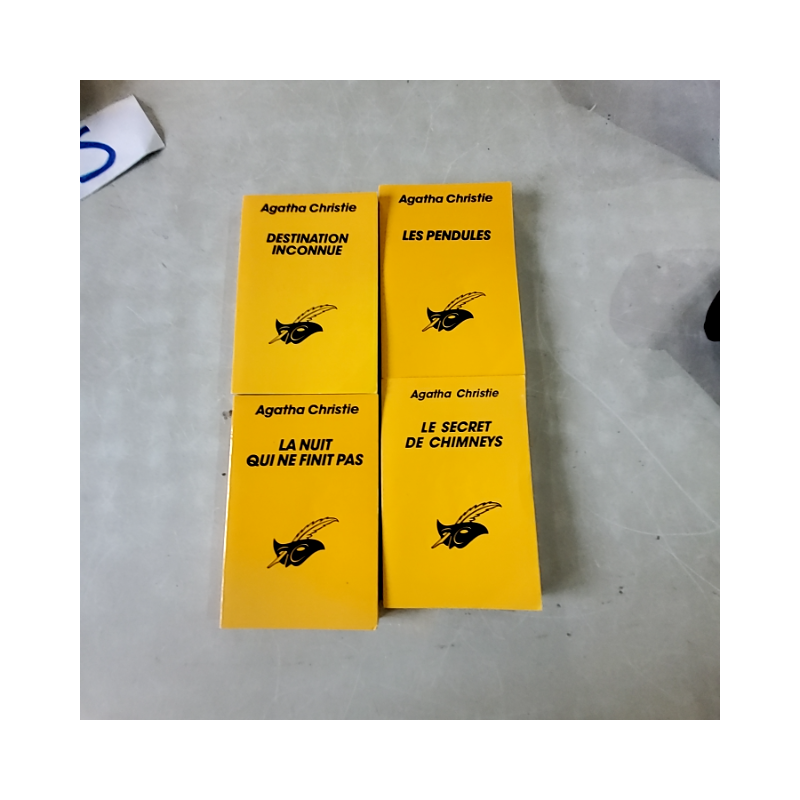 Agatha Christie
DESTINATION
INCONNUE
Agatha Christie
LES PENDULES
Agatha Christie
LA NUIT
QUI NE FINIT PAS
Agatha Christie
LE SECRET
DE CHIMNEYS